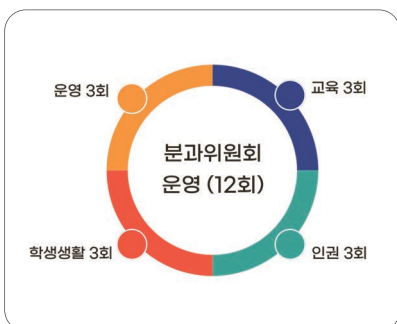 운영 3회
교육 3회
분과위원회
운영 (12회)
학생생활 3회
인권 3회